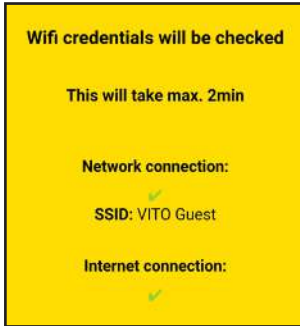 Wifi credentials will be checked
This will take max. 2min
Network connection:
✔
SSID: VITO Guest
Internet connection:
✔